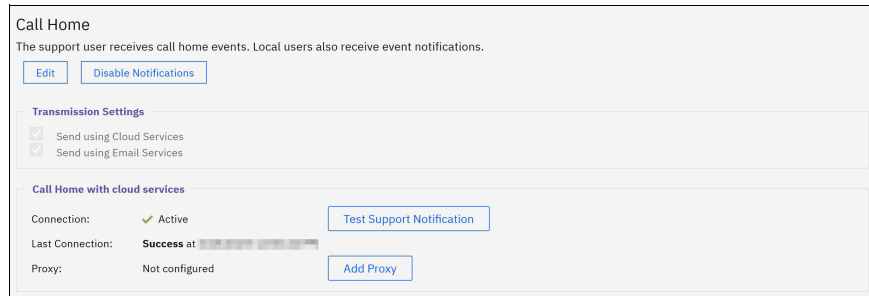 Call Home
The support user receives call home events. Local users also receive event notifications.
Edit Disable Notifications
Transmission Settings
Send using Cloud Services
Send using Email Services
Call Home with cloud services
Connection: Active Test Support Notification
Last Connection: Success at
Proxy: Not configured Add Proxy